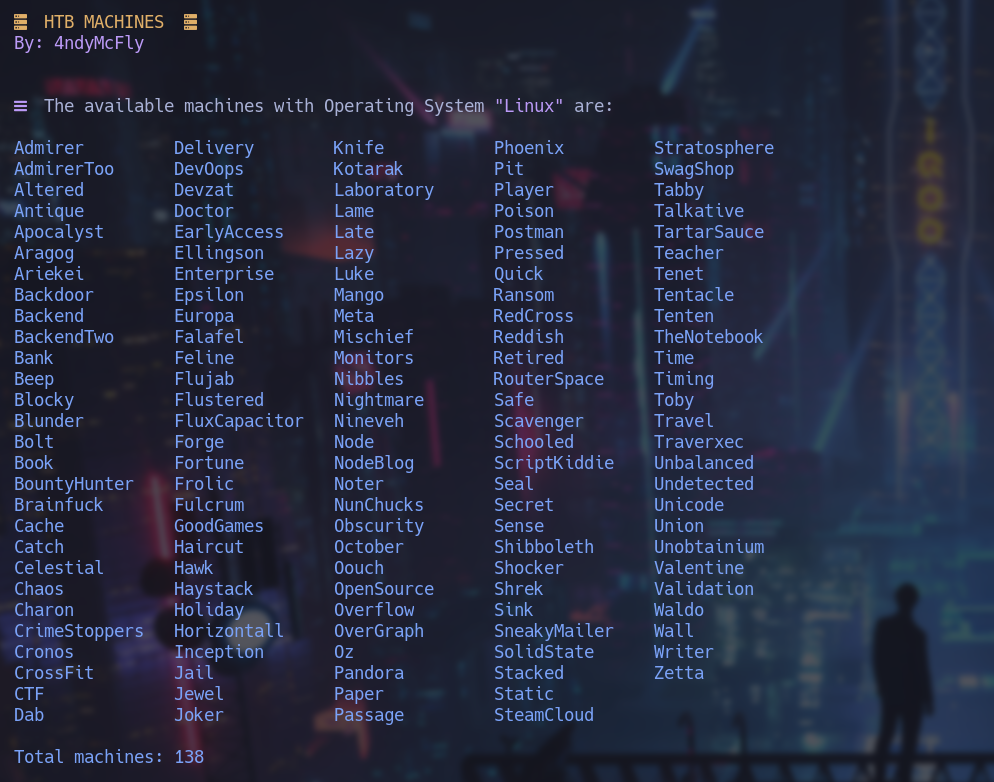 HTB MACHINES
By: 4ndyMcFly
The available machines with Operating System "Linux" are:
Admirer Delivery Knife Phoenix Stratosphere
AdmirerToo DevOops Kotarak Pit SwagShop
Altered Devzat Laboratory Player Tabby
Antique Doctor Lame Poison Talkative
Apocalyst EarlyAccess Late Postman TartarSauce
Aragog Ellingson Lazy Pressed Teacher
Ariekei Enterprise Luke Quick Tenet
Backdoor Epsilon Mango Ransom Tentacle
Backend Europa Meta RedCross Tenten
BackendTwo Falafel Mischief Reddish TheNotebook
Bank Feline Monitors Retired Time
Beep Flujab Nibbles RouterSpace Timing
Blocky Flustered Nightmare Safe Toby
Blunder FluxCapacitor Nineveh Scavenger Travel
Bolt Forge Node Schooled Traverxec
Book Fortune NodeBlog ScriptKiddie Unbalanced
BountyHunter Frolic Noter Seal Undetected
Brainfuck Fulcrum NunChucks Secret Unicode
Cache GoodGames Obscurity Sense Union
Catch Haircut October Shibboleth Unobtainium
Celestial Hawk Oouch Shocker Valentine
Chaos Haystack OpenSource Shrek Validation
Charon Holiday Overflow Sink Waldo
CrimeStoppers Horizontall OverGraph SneakyMailer Wall
Cronos Inception Oz SolidState Writer
CrossFit Jail Pandora Stacked Zetta
CTF Jewel Paper Static
Dab Joker Passage SteamCloud
Total machines: 138